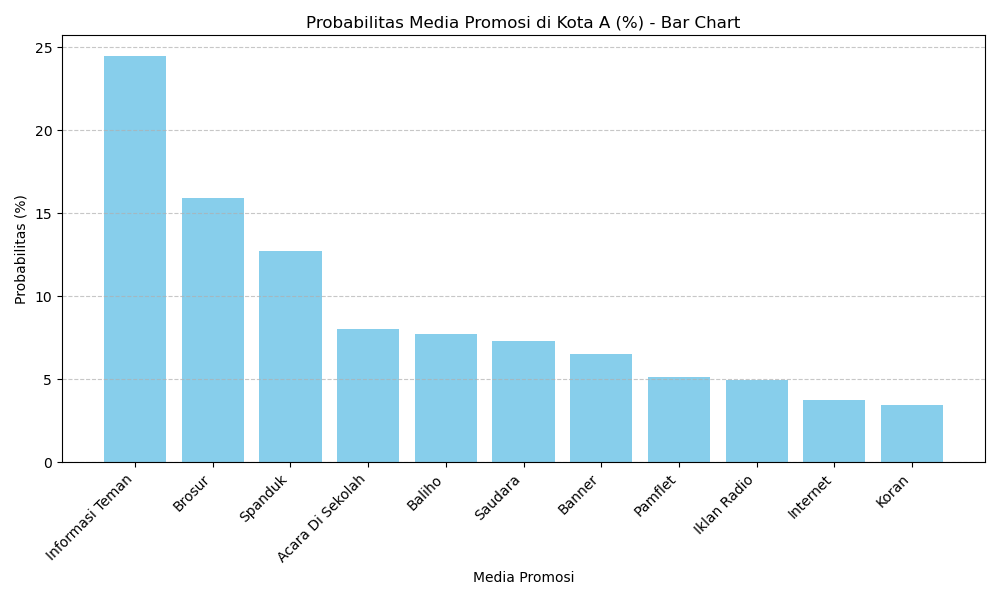 Probabilitas Media Promosi di Kota A (%) - Bar Chart
Probabilitas (%)
25
20
15
10
5
0
Informasi Teman
Brosur
Spanduk
Acara Di Sekolah
Baliho
Saudara
Banner
Pamflet
Iklan Radio
Internet
Koran
Media Promosi